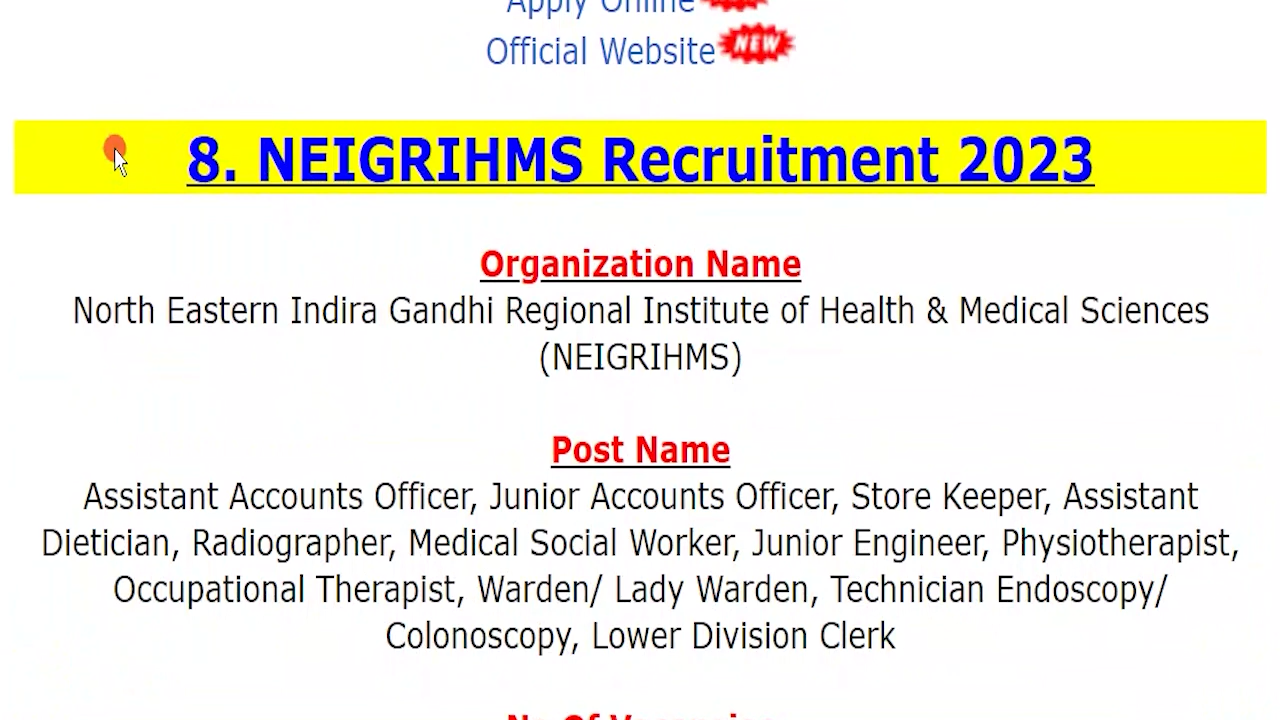 Apply Online
Official Website NEW
8. NEIGRIHMS Recruitment 2023
Organization Name
North Eastern Indira Gandhi Regional Institute of Health & Medical Sciences
(NEIGRIHMS)
Post Name
Assistant Accounts Officer, Junior Accounts Officer, Store Keeper, Assistant
Dietician, Radiographer, Medical Social Worker, Junior Engineer, Physiotherapist,
Occupational Therapist, Warden/ Lady Warden, Technician Endoscopy/
Colonoscopy, Lower Division Clerk